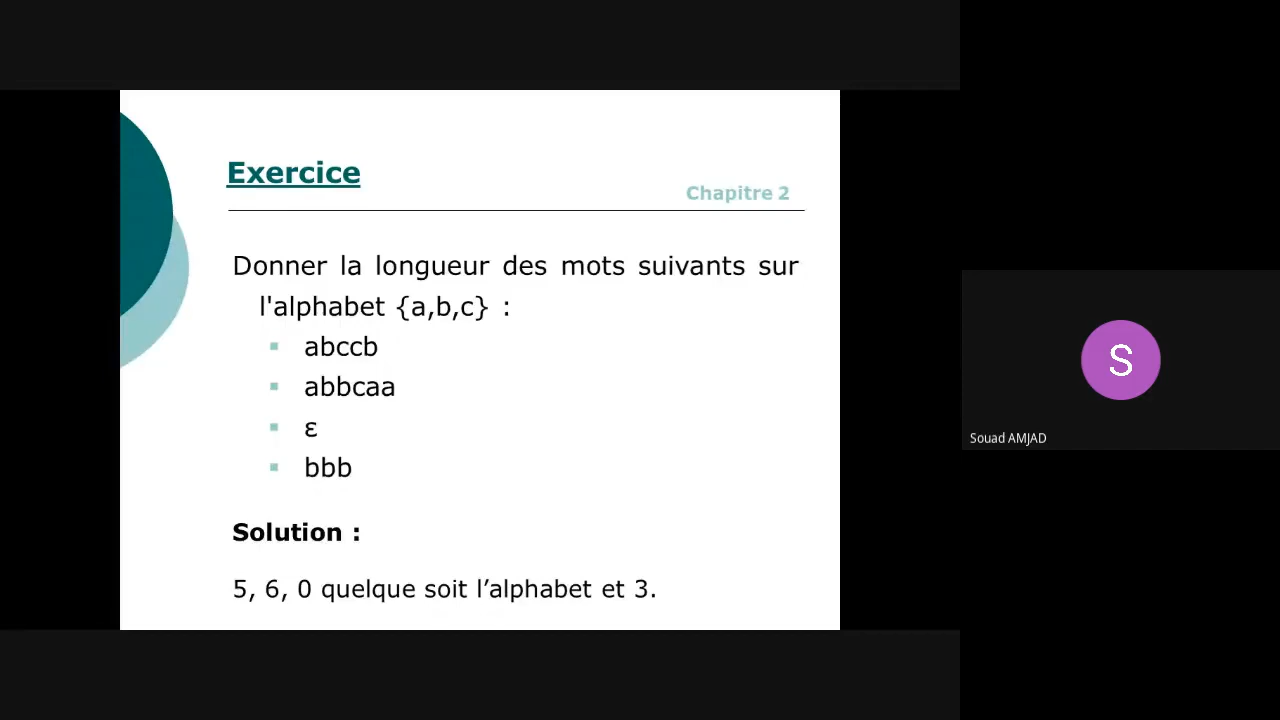 Exercice
Chapitre 2
Donner la longueur des mots suivants sur
l'alphabet {a,b,c} :
abccb
abbcaa
ε
bbb
Solution :
5, 6, 0 quelque soit l’alphabet et 3.
S
Souad AMJAD